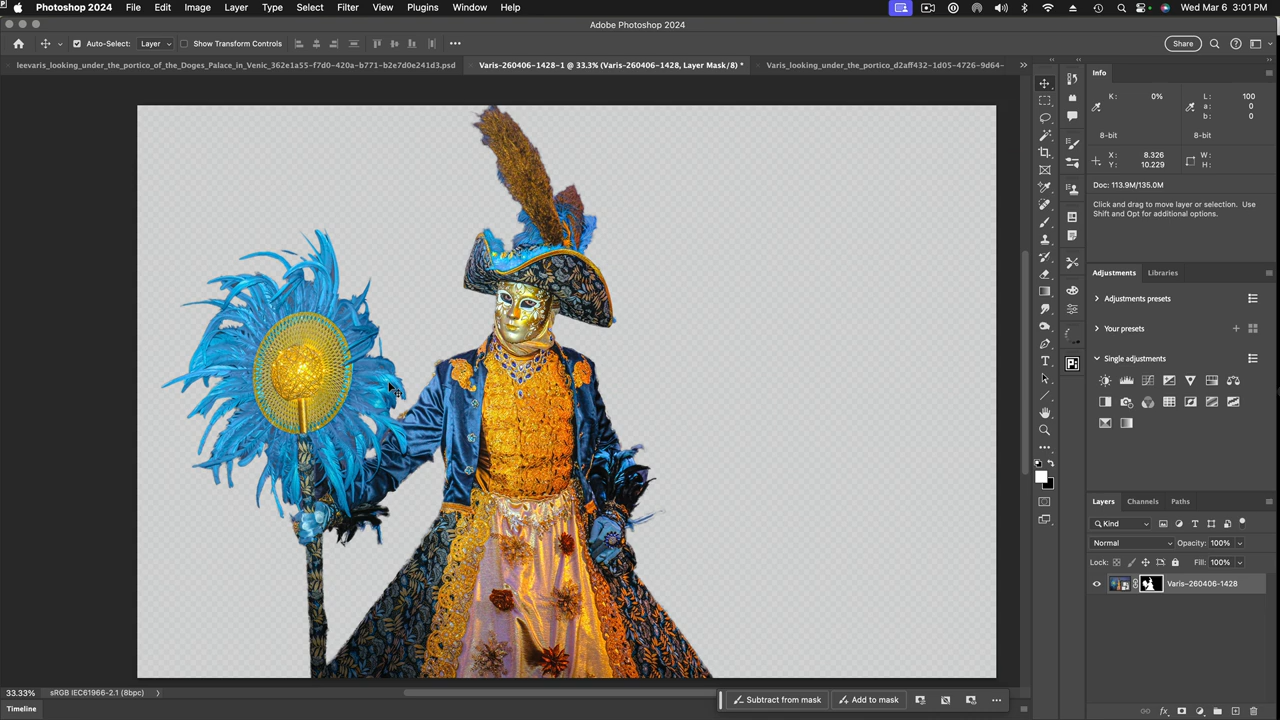 Photoshop 2024 File Edit Image Layer Type Select Filter View Plugins Window Help Wed Mar 6 3:01 PM
Adobe Photoshop 2024
Auto-Select: Layer Show Transform Controls Share
leevaris_looking_under_the_portico_of_the_Doges_Palace_in_Venic_362e1a55-f7d0-420a-b771-b2e7d0e241d3.psd Varis-260406-1428-1 @ 33.3% (Varis-260406-1428, Layer Mask/8) * Varis_looking_under_the_portico_d2aff432-1d05-4726-9d64-
Info
K: 0% L: 100
a: 0
b: 0
8-bit 8-bit
X: 8.326 W:
Y: 10.229 H:
Doc: 113.9M/135.0M
Click and drag to move layer or selection. Use
Shift and Opt for additional options.
Adjustments Libraries
Adjustments presets
Your presets
Single adjustments
Layers Channels Paths
Kind
Normal Opacity: 100%
Lock: Fill: 100%
Varis-260406-1428
33.33% sRGB IEC61966-2.1 (8bpc)
Subtract from mask Add to mask
Timeline